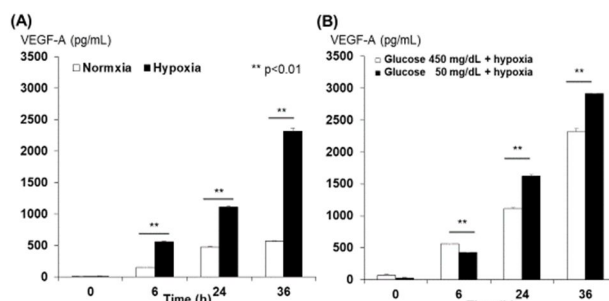 (A)
VEGF-A (pg/mL)
Normxia Hypoxia ** p<0.01
3500
3000
2500
2000
1500
1000
500
0
**
**
**
0 6 24 36
Time (h)
(B)
VEGF-A (pg/mL)
Glucose 450 mg/dL + hypoxia
Glucose 50 mg/dL + hypoxia
3500
3000
2500
2000
1500
1000
500
0
**
**
**
0 6 24 36